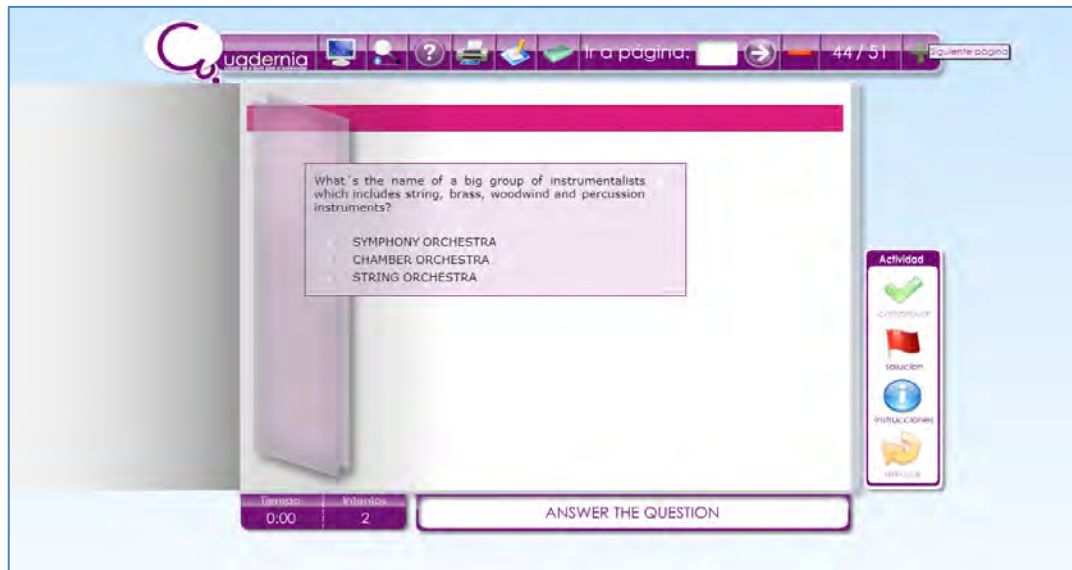 Cuadernia
Ir a página:
44/51
Siguiente página
What´s the name of a big group of instrumentalists
which includes string, brass, woodwind and percussion
instruments?
SYMPHONY ORCHESTRA
CHAMBER ORCHESTRA
STRING ORCHESTRA
Actividad
comprobar
solución
instrucciones
Tiempo
Intentos
0:00
2
ANSWER THE QUESTION